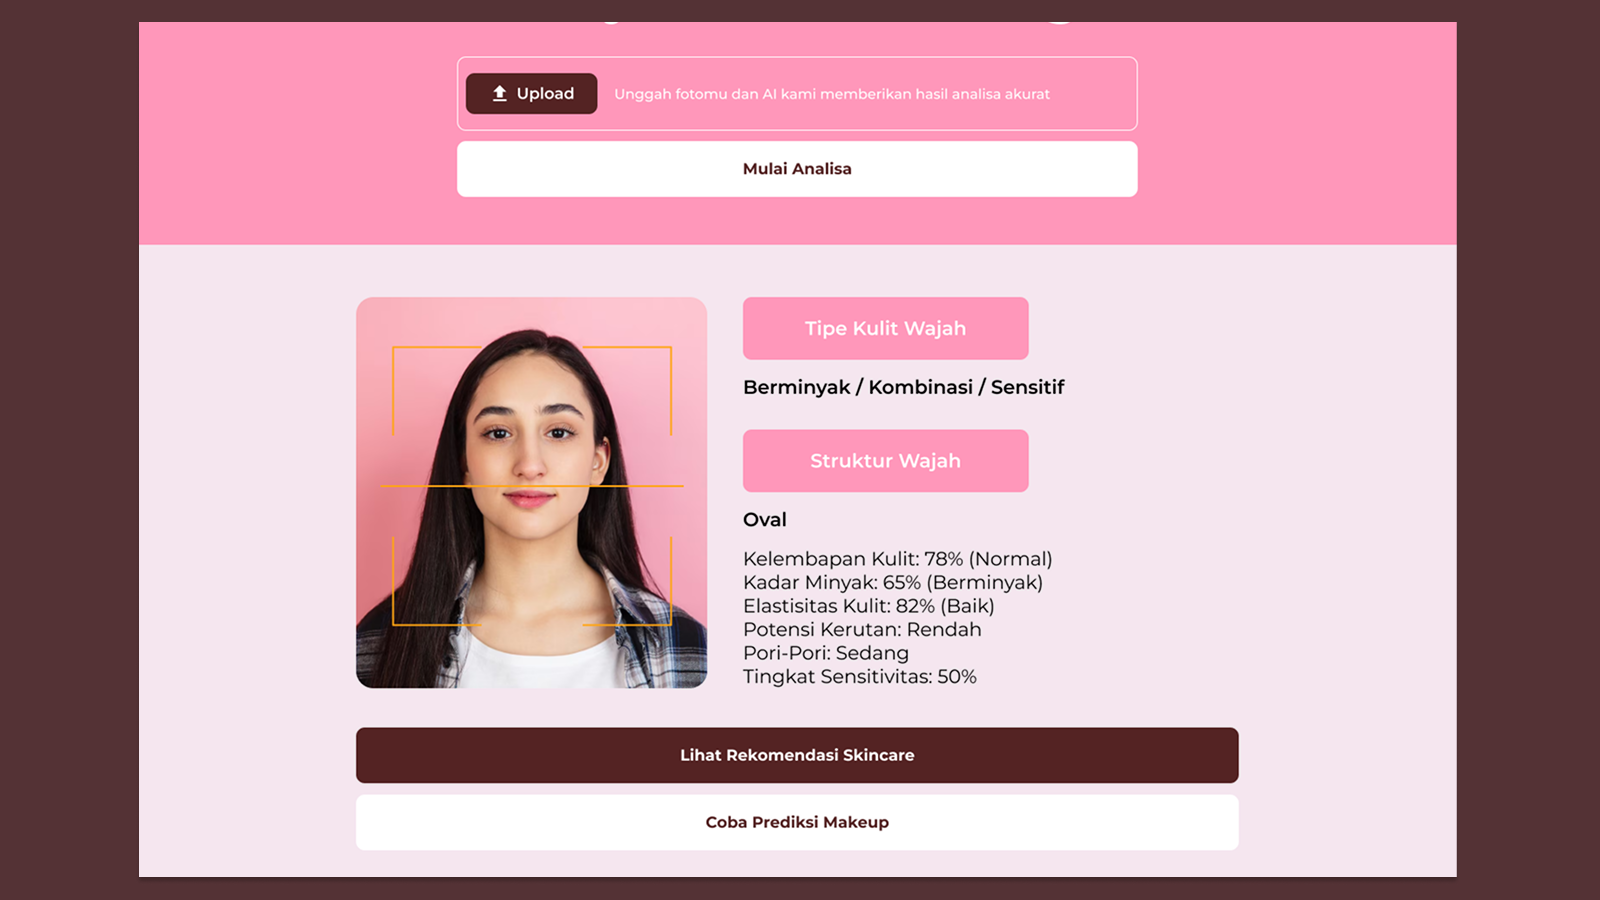 Upload
Unggah fotomu dan AI kami memberikan hasil analisa akurat
Mulai Analisa
Tipe Kulit Wajah
Berminyak / Kombinasi / Sensitif
Struktur Wajah
Oval
Kelembapan Kulit: 78% (Normal)
Kadar Minyak: 65% (Berminyak)
Elastisitas Kulit: 82% (Baik)
Potensi Kerutan: Rendah
Pori-Pori: Sedang
Tingkat Sensitivitas: 50%
Lihat Rekomendasi Skincare
Coba Prediksi Makeup